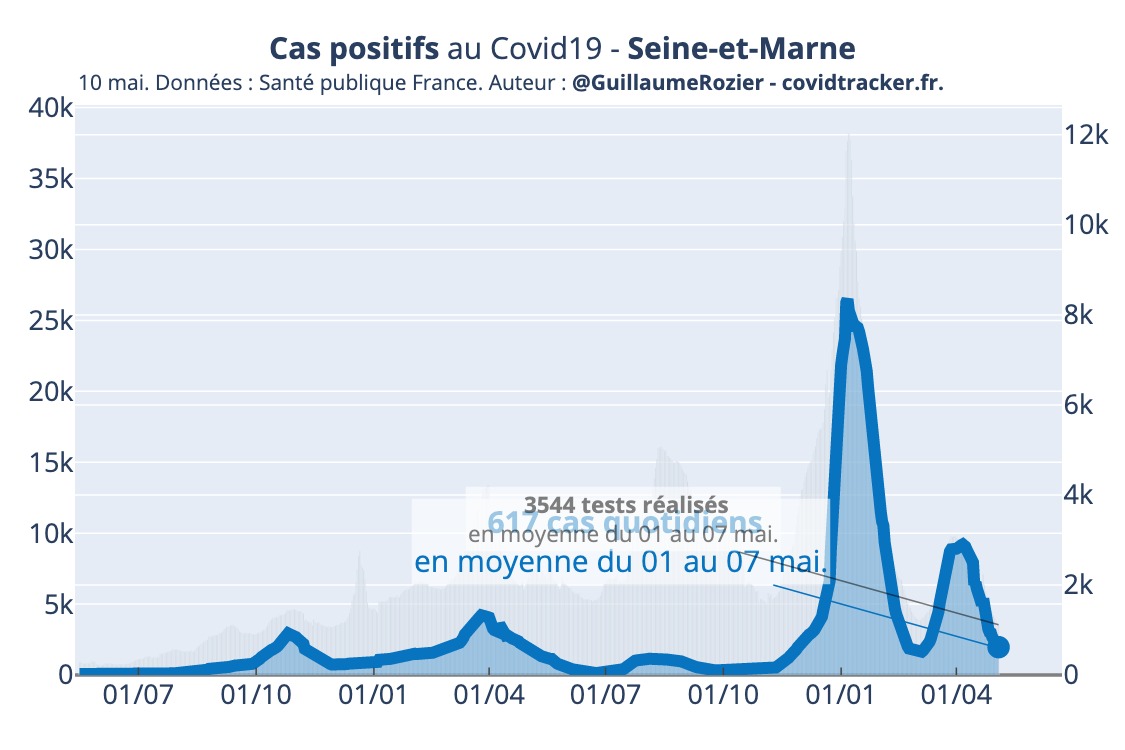 Cas positifs au Covid19 - Seine-et-Marne
10 mai. Données : Santé publique France. Auteur : @GuillaumeRozier - covidtracker.fr.
40k
35k
30k
25k
20k
15k
10k
5k
0
12k
10k
8k
6k
4k
2k
0
3544 tests réalisés
617 cas quotidiens
en moyenne du 01 au 07 mai.
en moyenne du 01 au 07 mai.
01/07 01/10 01/01 01/04 01/07 01/10 01/01 01/04